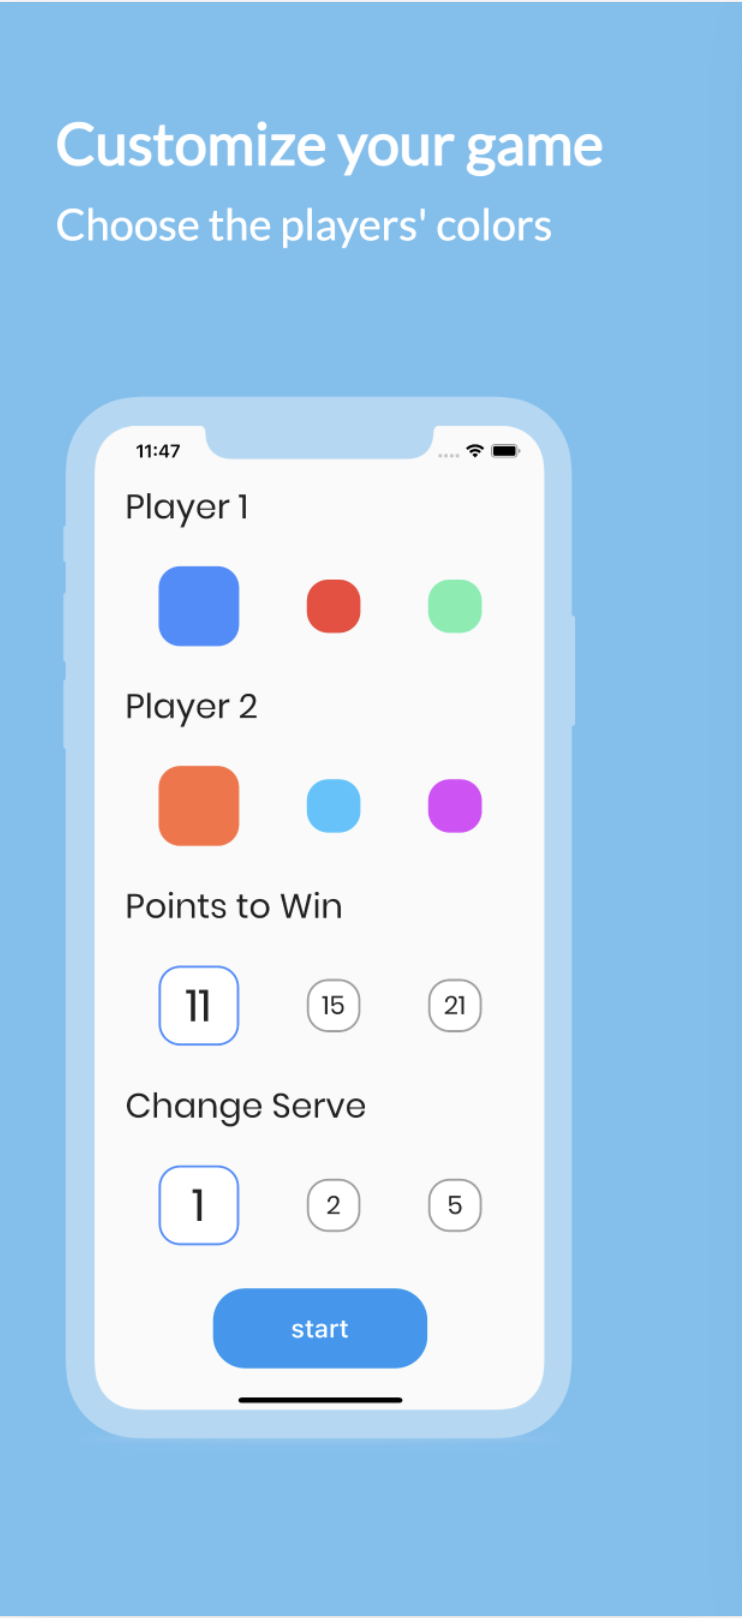 Customize your game
Choose the players' colors
11:47
Player 1
Player 2
Points to Win
11 15 21
Change Serve
1 2 5
start